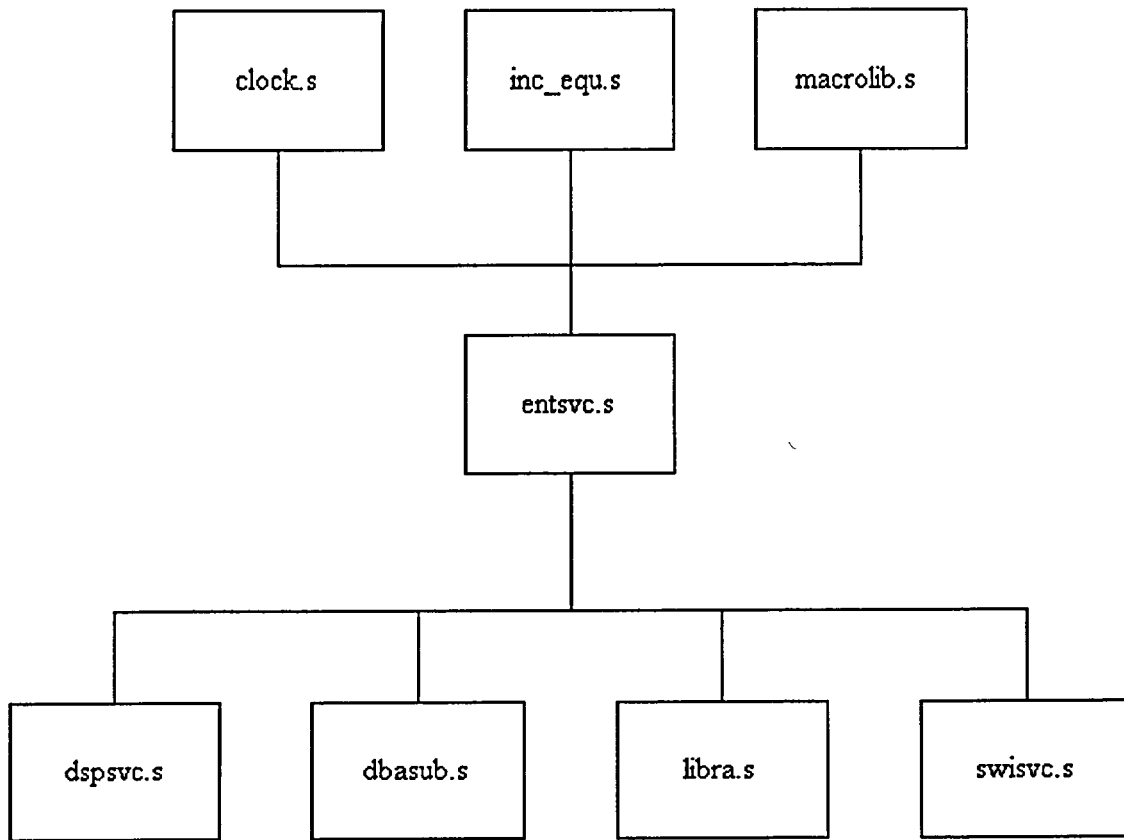 clock.s
inc_equ.s
macrolib.s
entsvc.s
dspsvc.s
dbasub.s
libra.s
swisvc.s